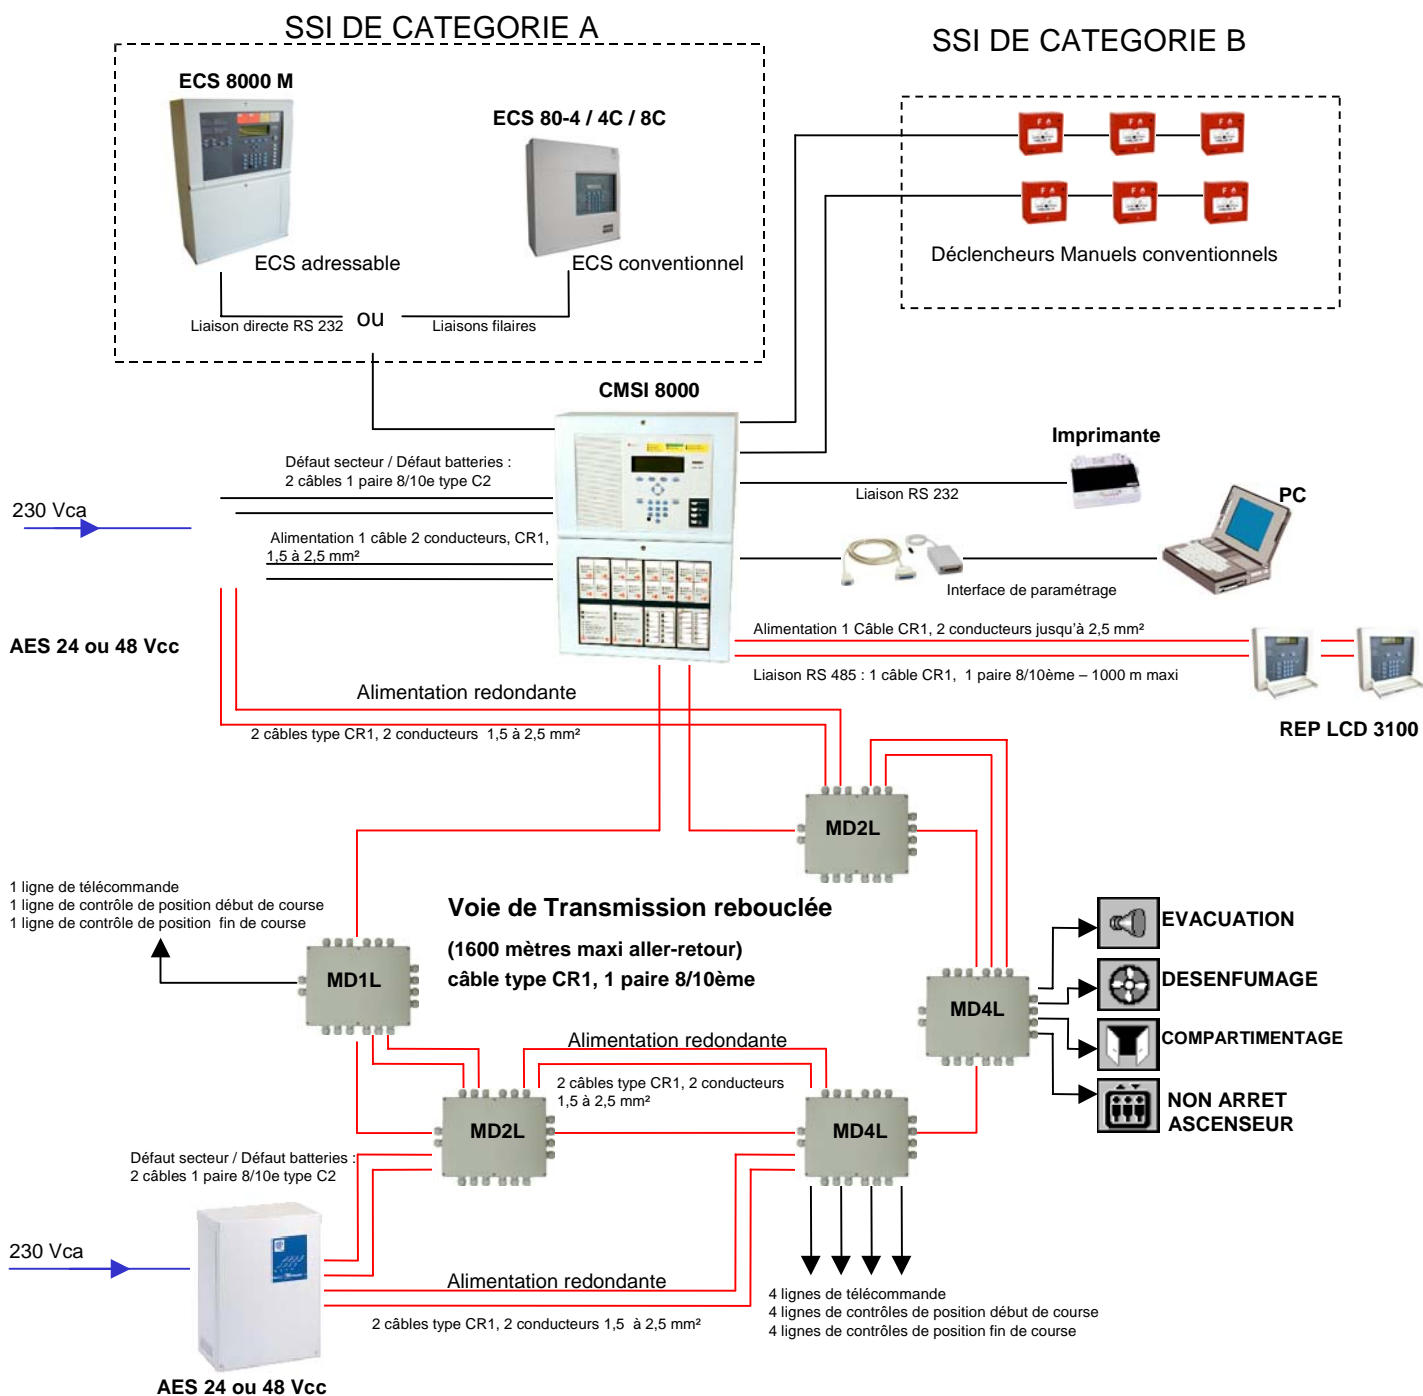 SSI DE CATEGORIE A
SSI DE CATEGORIE B
ECS 8000 M
ECS 80-4 / 4C / 8C
ECS adressable
ECS conventionnel
Liaison directe RS 232
ou
Liaisons filaires
Déclencheurs Manuels conventionnels
CMSI 8000
Défaut secteur / Défaut batteries :
2 câbles 1 paire 8/10e type C2
Imprimante
Liaison RS 232
PC
230 Vca
Alimentation 1 câble 2 conducteurs, CR1,
1,5 à 2,5 mm²
Interface de paramétrage
AES 24 ou 48 Vcc
Alimentation 1 Câble CR1, 2 conducteurs jusqu'à 2,5 mm²
Liaison RS 485 : 1 câble CR1, 1 paire 8/10ème – 1000 m maxi
REP LCD 3100
Alimentation redondante
2 câbles type CR1, 2 conducteurs 1,5 à 2,5 mm²
MD2L
1 ligne de télécommande
1 ligne de contrôle de position début de course
1 ligne de contrôle de position fin de course
Voie de Transmission rebouclée
(1600 mètres maxi aller-retour)
câble type CR1, 1 paire 8/10ème
MD1L
MD4L
EVACUATION
DESENFUMAGE
COMPARTIMENTAGE
NON ARRET
ASCENSEUR
Alimentation redondante
2 câbles type CR1, 2 conducteurs
1,5 à 2,5 mm²
MD2L
MD4L
Défaut secteur / Défaut batteries :
2 câbles 1 paire 8/10e type C2
230 Vca
Alimentation redondante
2 câbles type CR1, 2 conducteurs 1,5 à 2,5 mm²
4 lignes de télécommande
4 lignes de contrôles de position début de course
4 lignes de contrôles de position fin de course
AES 24 ou 48 Vcc